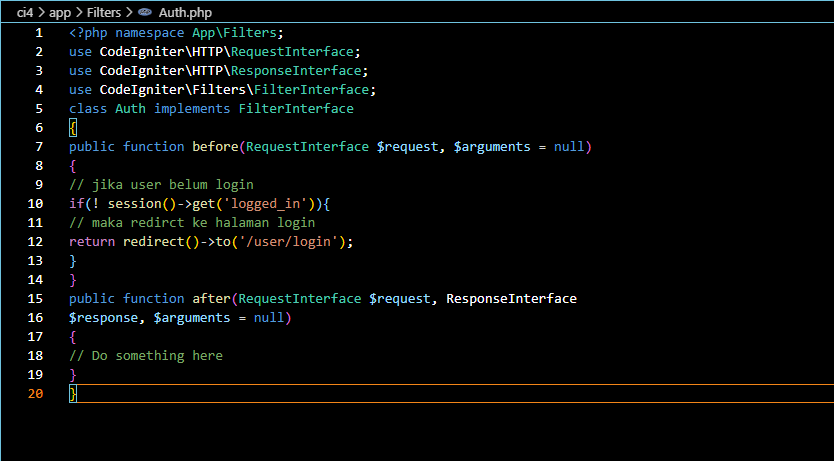 ci4 > app > Filters > Auth.php
1 <?php namespace App\Filters;
2 use CodeIgniter\HTTP\RequestInterface;
3 use CodeIgniter\HTTP\ResponseInterface;
4 use CodeIgniter\Filters\FilterInterface;
5 class Auth implements FilterInterface
6 {
7 public function before(RequestInterface $request, $arguments = null)
8 {
9 // jika user belum login
10 if(! session()->get('logged_in')){
11 // maka redirct ke halaman login
12 return redirect()->to('/user/login');
13 }
14 }
15 public function after(RequestInterface $request, ResponseInterface
16 $response, $arguments = null)
17 {
18 // Do something here
19 }
20 }